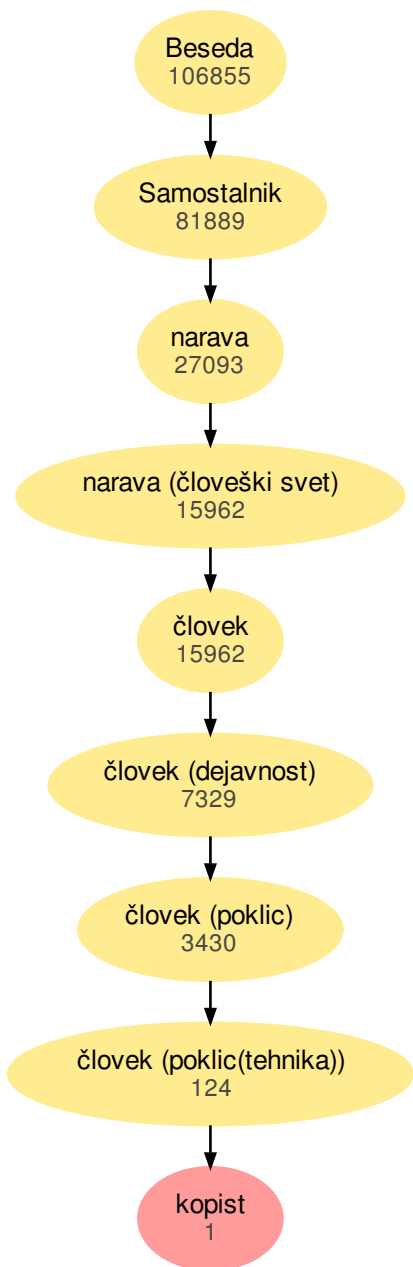 Beseda
106855
Samostalnik
81889
narava
27093
narava (človeški svet)
15962
človek
15962
človek (dejavnost)
7329
človek (poklic)
3430
človek (poklic(tehnika))
124
kopist
1